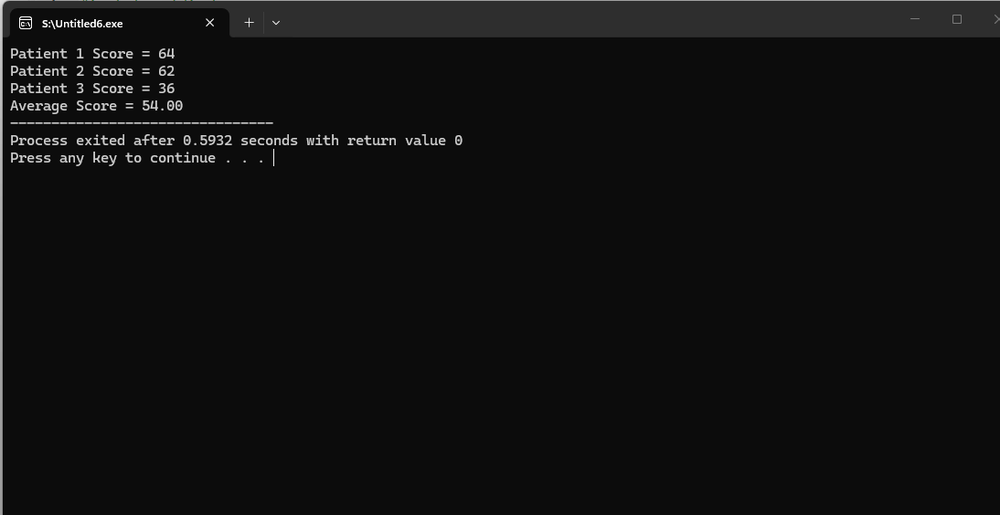 S:\Untitled6.exe
Patient 1 Score = 64
Patient 2 Score = 62
Patient 3 Score = 36
Average Score = 54.00
--------------------------------
Process exited after 0.5932 seconds with return value 0
Press any key to continue . . .